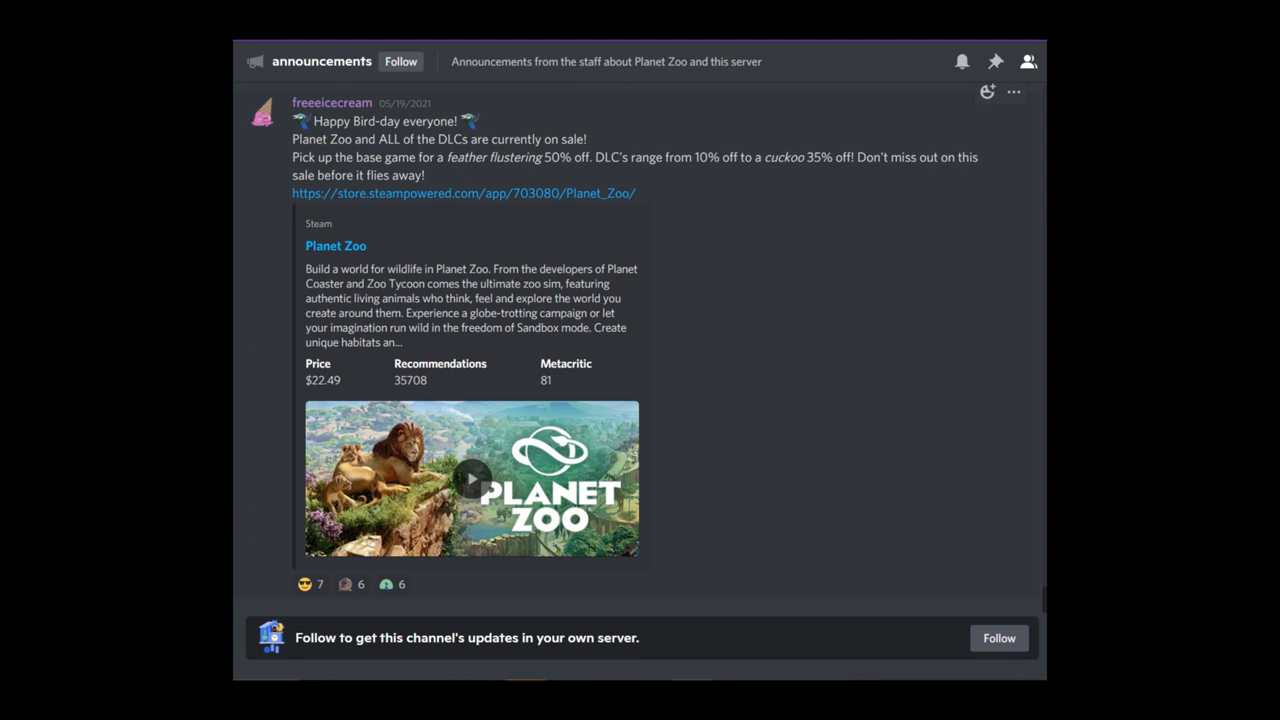 announcements
Follow
Announcements from the staff about Planet Zoo and this server
freeeicecream 05/19/2021
Happy Bird-day everyone!
Planet Zoo and ALL of the DLCs are currently on sale!
Pick up the base game for a feather flustering 50% off. DLC's range from 10% off to a cuckoo 35% off! Don't miss out on this
sale before it flies away!
https://store.steampowered.com/app/703080/Planet_Zoo/
Steam
Planet Zoo
Build a world for wildlife in Planet Zoo. From the developers of Planet
Coaster and Zoo Tycoon comes the ultimate zoo sim, featuring
authentic living animals who think, feel and explore the world you
create around them. Experience a globe-trotting campaign or let
your imagination run wild in the freedom of Sandbox mode. Create
unique habitats an...
Price Recommendations Metacritic
$22.49 35708 81
PLANET
ZOO
7 6 6
Follow to get this channel's updates in your own server.
Follow